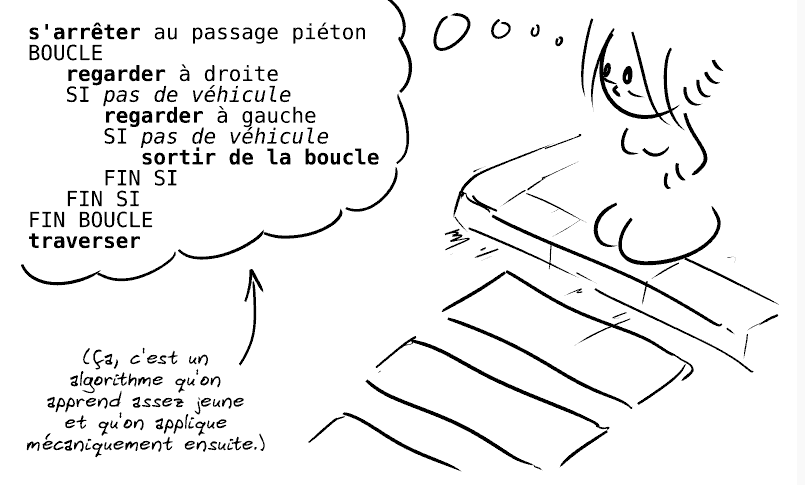 s'arrêter au passage piéton
BOUCLE
regarder à droite
SI pas de véhicule
regarder à gauche
SI pas de véhicule
sortir de la boucle
FIN SI
FIN SI
FIN BOUCLE
traverser
(Ça, c'est un
algorithme qu'on
apprend assez jeune
et qu'on applique
mécaniquement ensuite.)